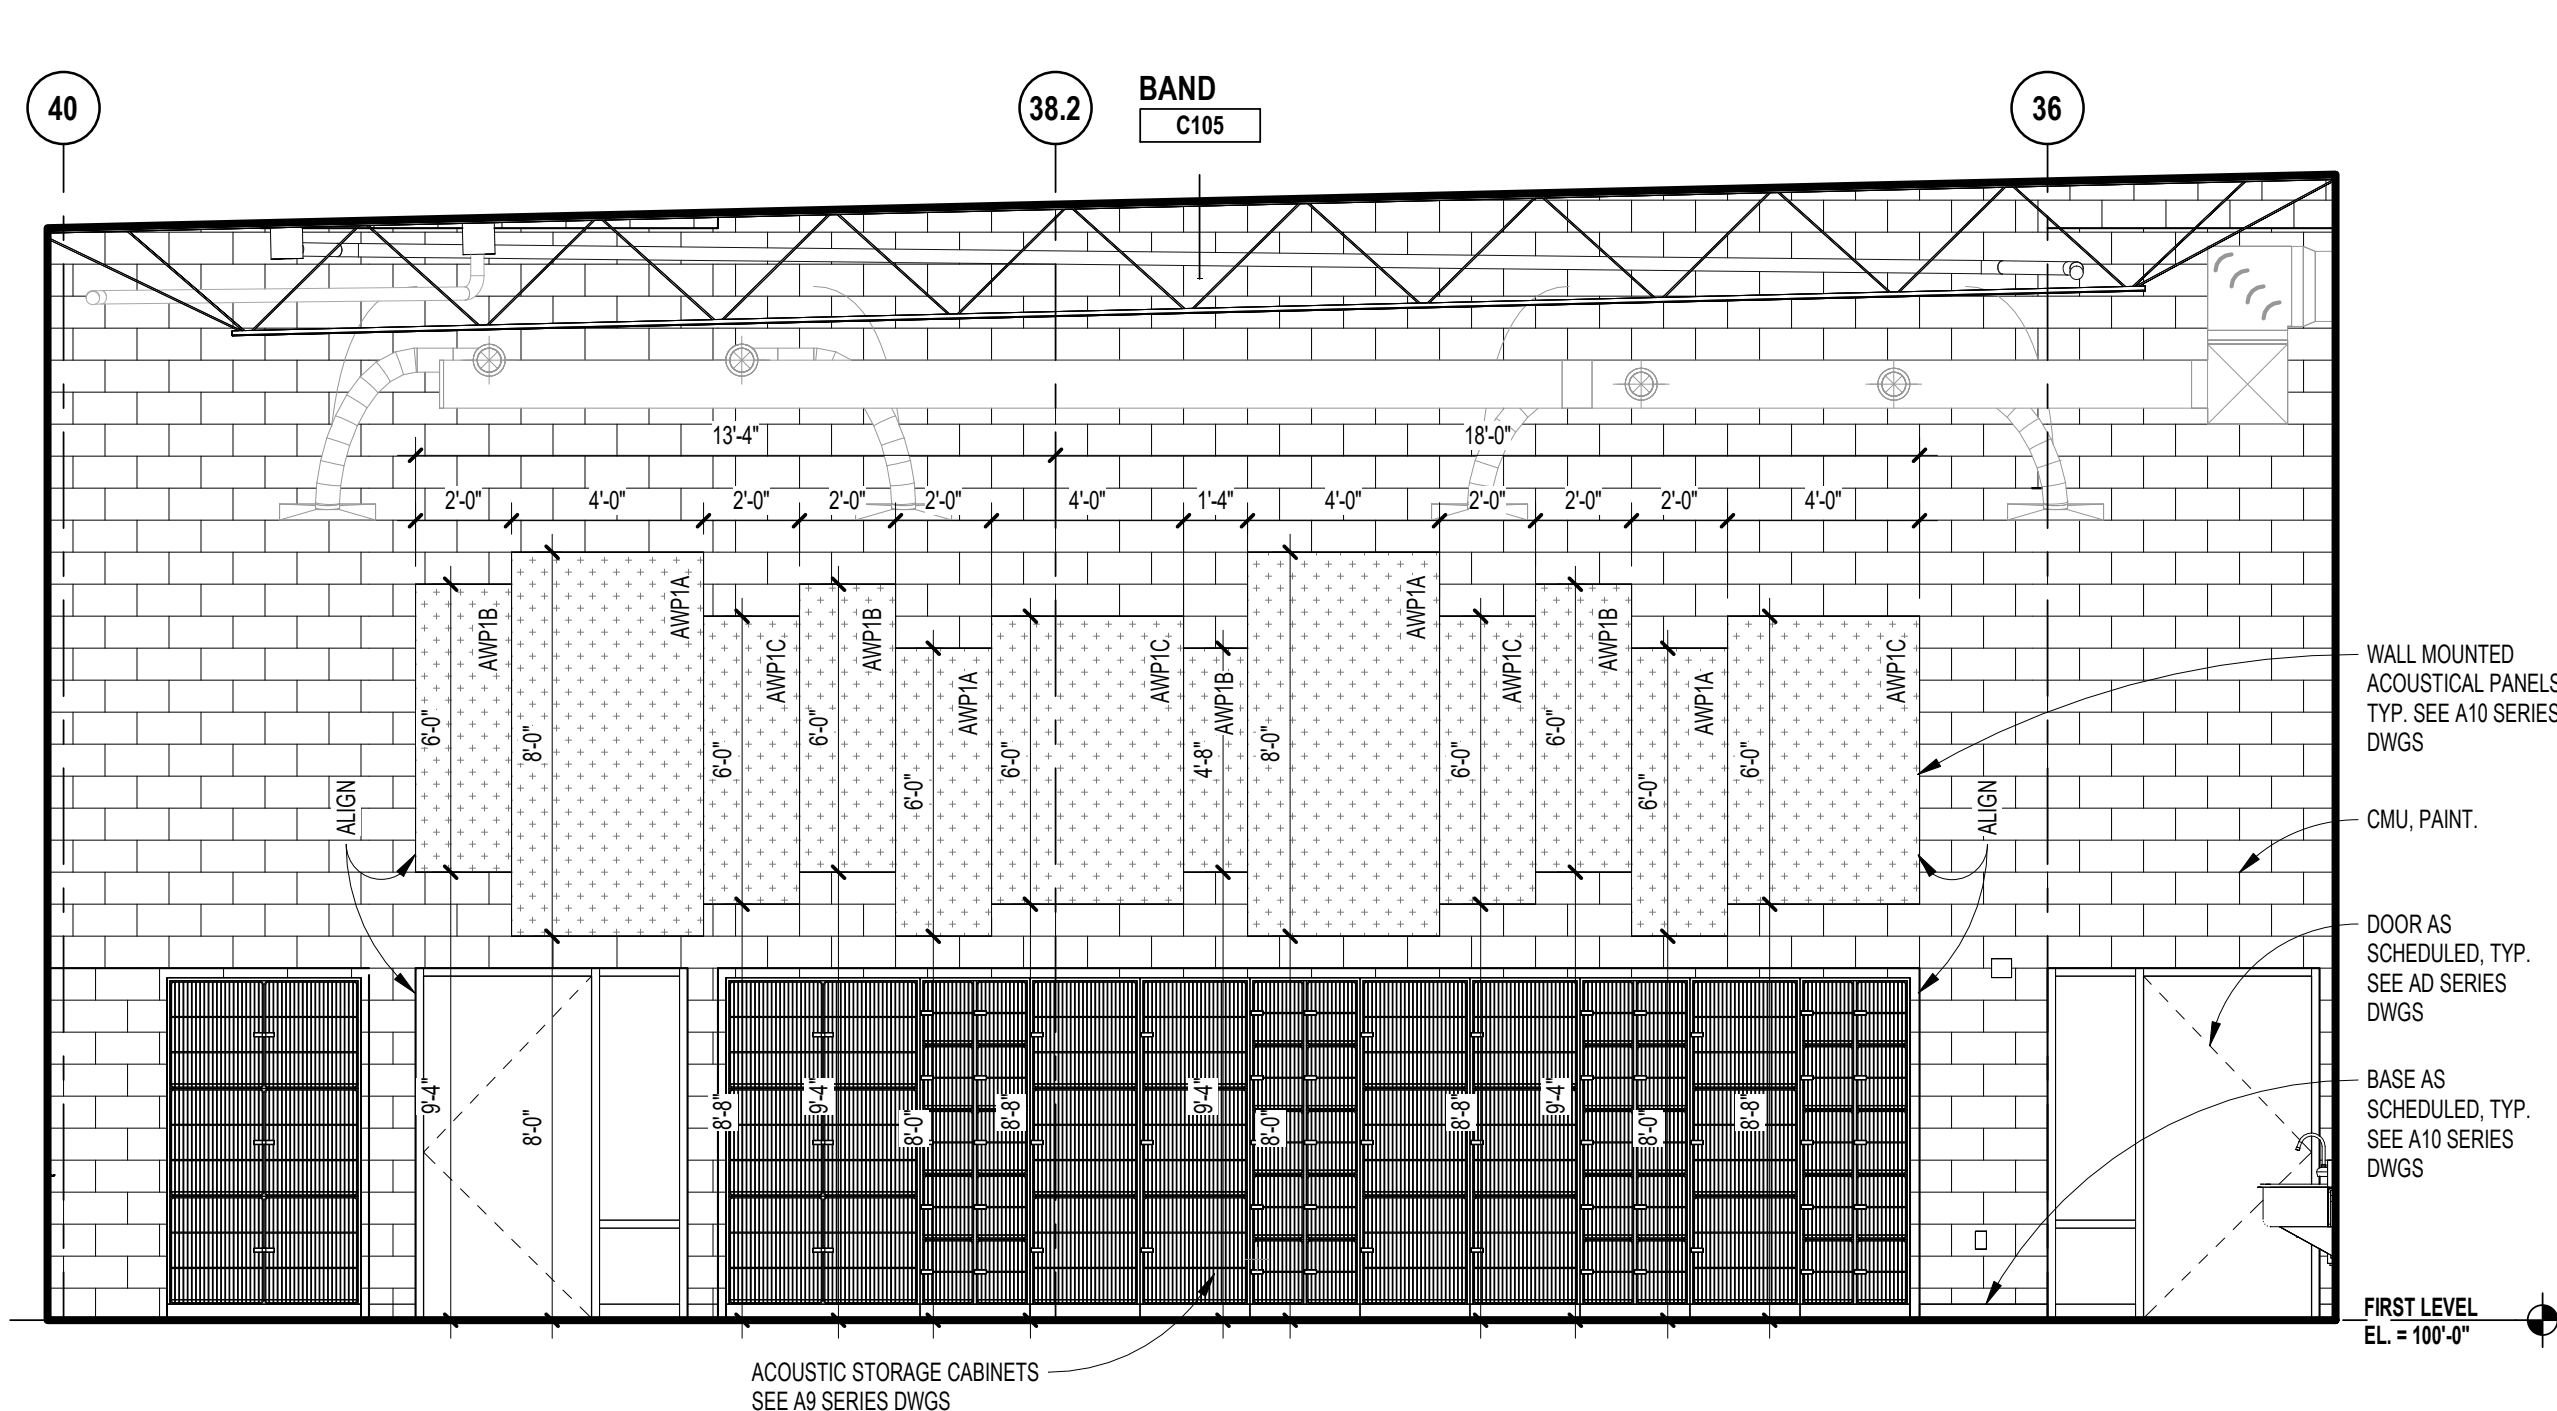 40
38.2
BAND
C105
36
13'-4"
18'-0"
2'-0"
4'-0"
2'-0"
2'-0"
2'-0"
4'-0"
1'-4"
4'-0"
2'-0"
2'-0"
2'-0"
4'-0"
AWP1B
AWP1A
AWP1C
AWP1B
AWP1A
AWP1C
AWP1B
AWP1A
AWP1C
AWP1B
AWP1A
AWP1C
6'-0"
8'-0"
6'-0"
6'-0"
6'-0"
6'-0"
4'-8"
8'-0"
6'-0"
6'-0"
6'-0"
6'-0"
ALIGN
ALIGN
WALL MOUNTED
ACOUSTICAL PANELS
TYP. SEE A10 SERIES
DWGS
CMU, PAINT.
DOOR AS
SCHEDULED, TYP.
SEE AD SERIES
DWGS
BASE AS
SCHEDULED, TYP.
SEE A10 SERIES
DWGS
9'-4"
8'-0"
8'-8"
9'-4"
8'-0"
8'-8"
9'-4"
8'-0"
8'-8"
9'-4"
8'-0"
8'-8"
FIRST LEVEL
EL. = 100'-0"
ACOUSTIC STORAGE CABINETS
SEE A9 SERIES DWGS